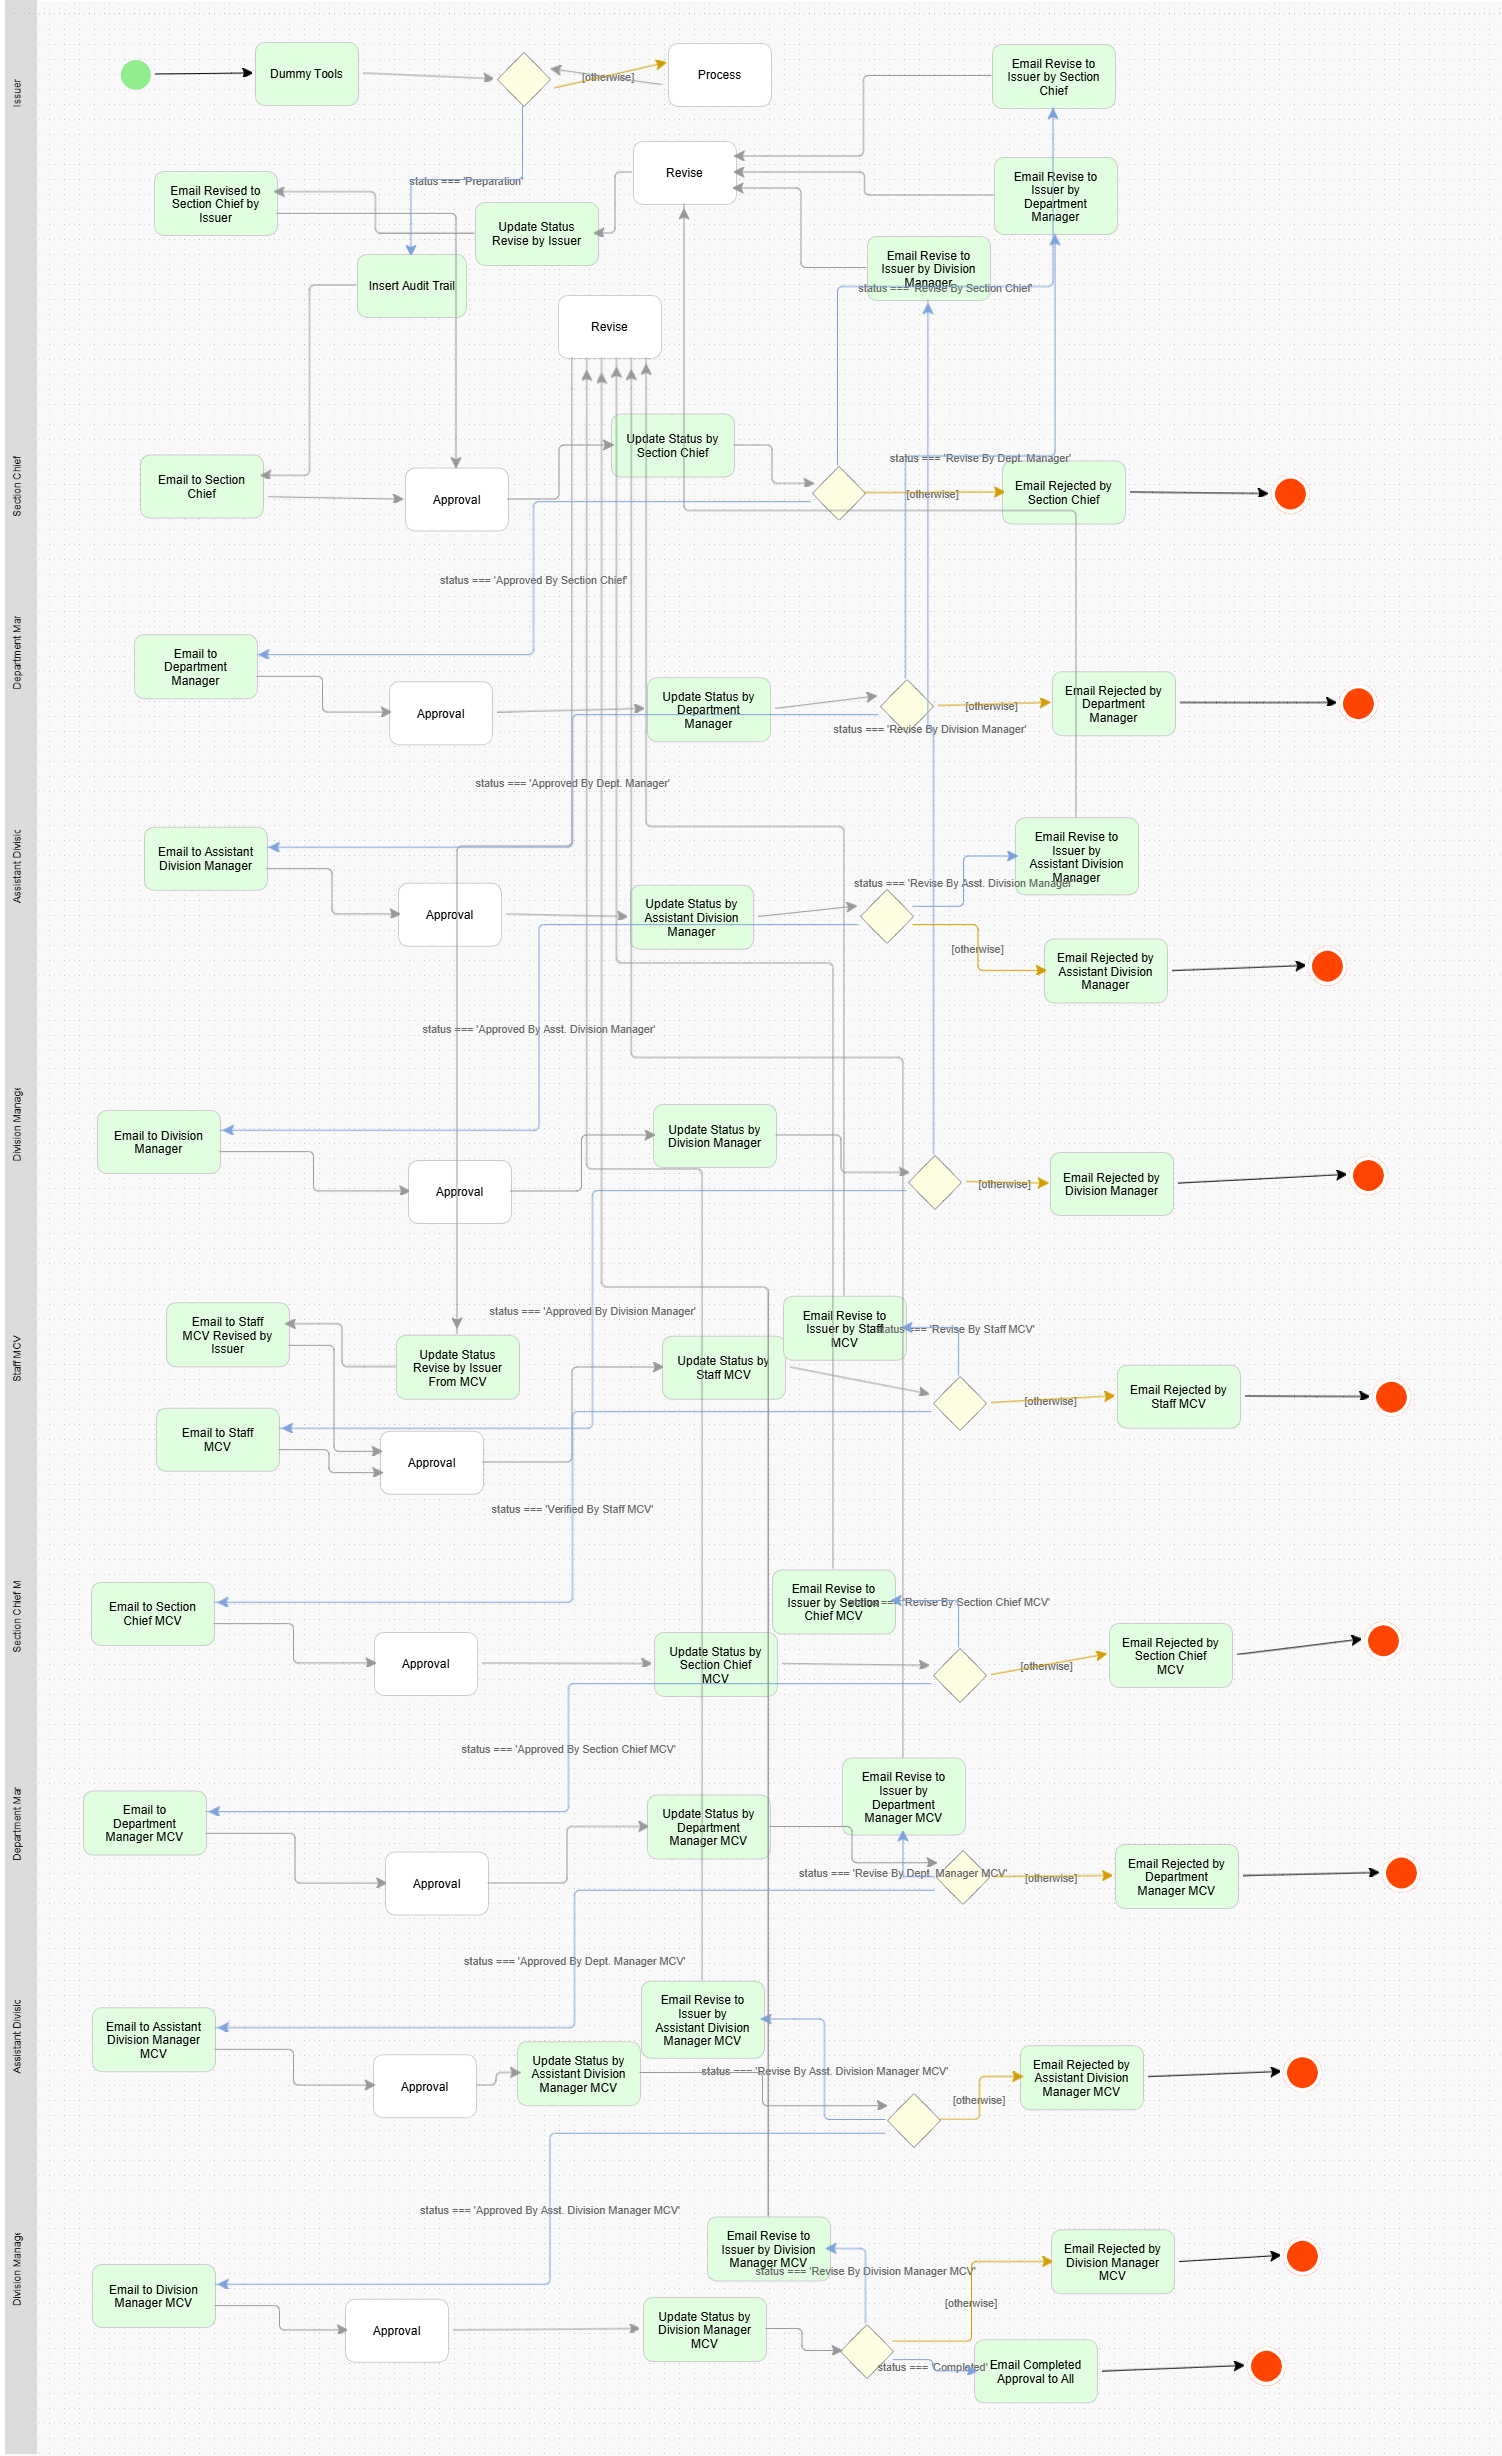 Issuer
Dummy Tools
[otherwise]
Process
Email Revise to
Issuer by Section
Chief
status === 'Preparation'
Revise
Email Revised to
Section Chief by
Issuer
Update Status
Revise by Issuer
Email Revise to
Issuer by
Department
Manager
Insert Audit Trail
Email Revise to
Issuer by Division
Manager
status === 'Revise By Section Chief'
Revise
Section Chief
Email to Section
Chief
Approval
Update Status by
Section Chief
status === 'Revise By Dept. Manager'
[otherwise]
Email Rejected by
Section Chief
status === 'Approved By Section Chief'
Department Mar
Email to
Department
Manager
Approval
Update Status by
Department
Manager
[otherwise]
Email Rejected by
Department
Manager
status === 'Revise By Division Manager'
status === 'Approved By Dept. Manager'
Assistant Divisic
Email to Assistant
Division Manager
Approval
Update Status by
Assistant Division
Manager
Email Revise to
Issuer by
Assistant Division
Manager
status === 'Revise By Asst. Division Manager'
[otherwise]
Email Rejected by
Assistant Division
Manager
status === 'Approved By Asst. Division Manager'
Division Manage
Email to Division
Manager
Approval
Update Status by
Division Manager
[otherwise]
Email Rejected by
Division Manager
status === 'Approved By Division Manager'
Staff MCV
Email to Staff
MCV Revised by
Issuer
Update Status
Revise by Issuer
From MCV
Update Status by
Staff MCV
Email Revise to
Issuer by Staff
MCV
status === 'Revise By Staff MCV'
[otherwise]
Email Rejected by
Staff MCV
Email to Staff
MCV
Approval
status === 'Verified By Staff MCV'
Section Chief M
Email to Section
Chief MCV
Approval
Update Status by
Section Chief
MCV
Email Revise to
Issuer by Section
Chief MCV
status === 'Revise By Section Chief MCV'
[otherwise]
Email Rejected by
Section Chief
MCV
status === 'Approved By Section Chief MCV'
Department Mar
Email to
Department
Manager MCV
Approval
Update Status by
Department
Manager MCV
Email Revise to
Issuer by
Department
Manager MCV
status === 'Revise By Dept. Manager MCV'
[otherwise]
Email Rejected by
Department
Manager MCV
status === 'Approved By Dept. Manager MCV'
Assistant Divisic
Email to Assistant
Division Manager
MCV
Approval
Update Status by
Assistant Division
Manager MCV
Email Revise to
Issuer by
Assistant Division
Manager MCV
status === 'Revise By Asst. Division Manager MCV'
[otherwise]
Email Rejected by
Assistant Division
Manager MCV
status === 'Approved By Asst. Division Manager MCV'
Division Manage
Email to Division
Manager MCV
Approval
Update Status by
Division Manager
MCV
Email Revise to
Issuer by Division
Manager MCV
status === 'Revise By Division Manager MCV'
[otherwise]
Email Rejected by
Division Manager
MCV
status === 'Completed'
Email Completed
Approval to All